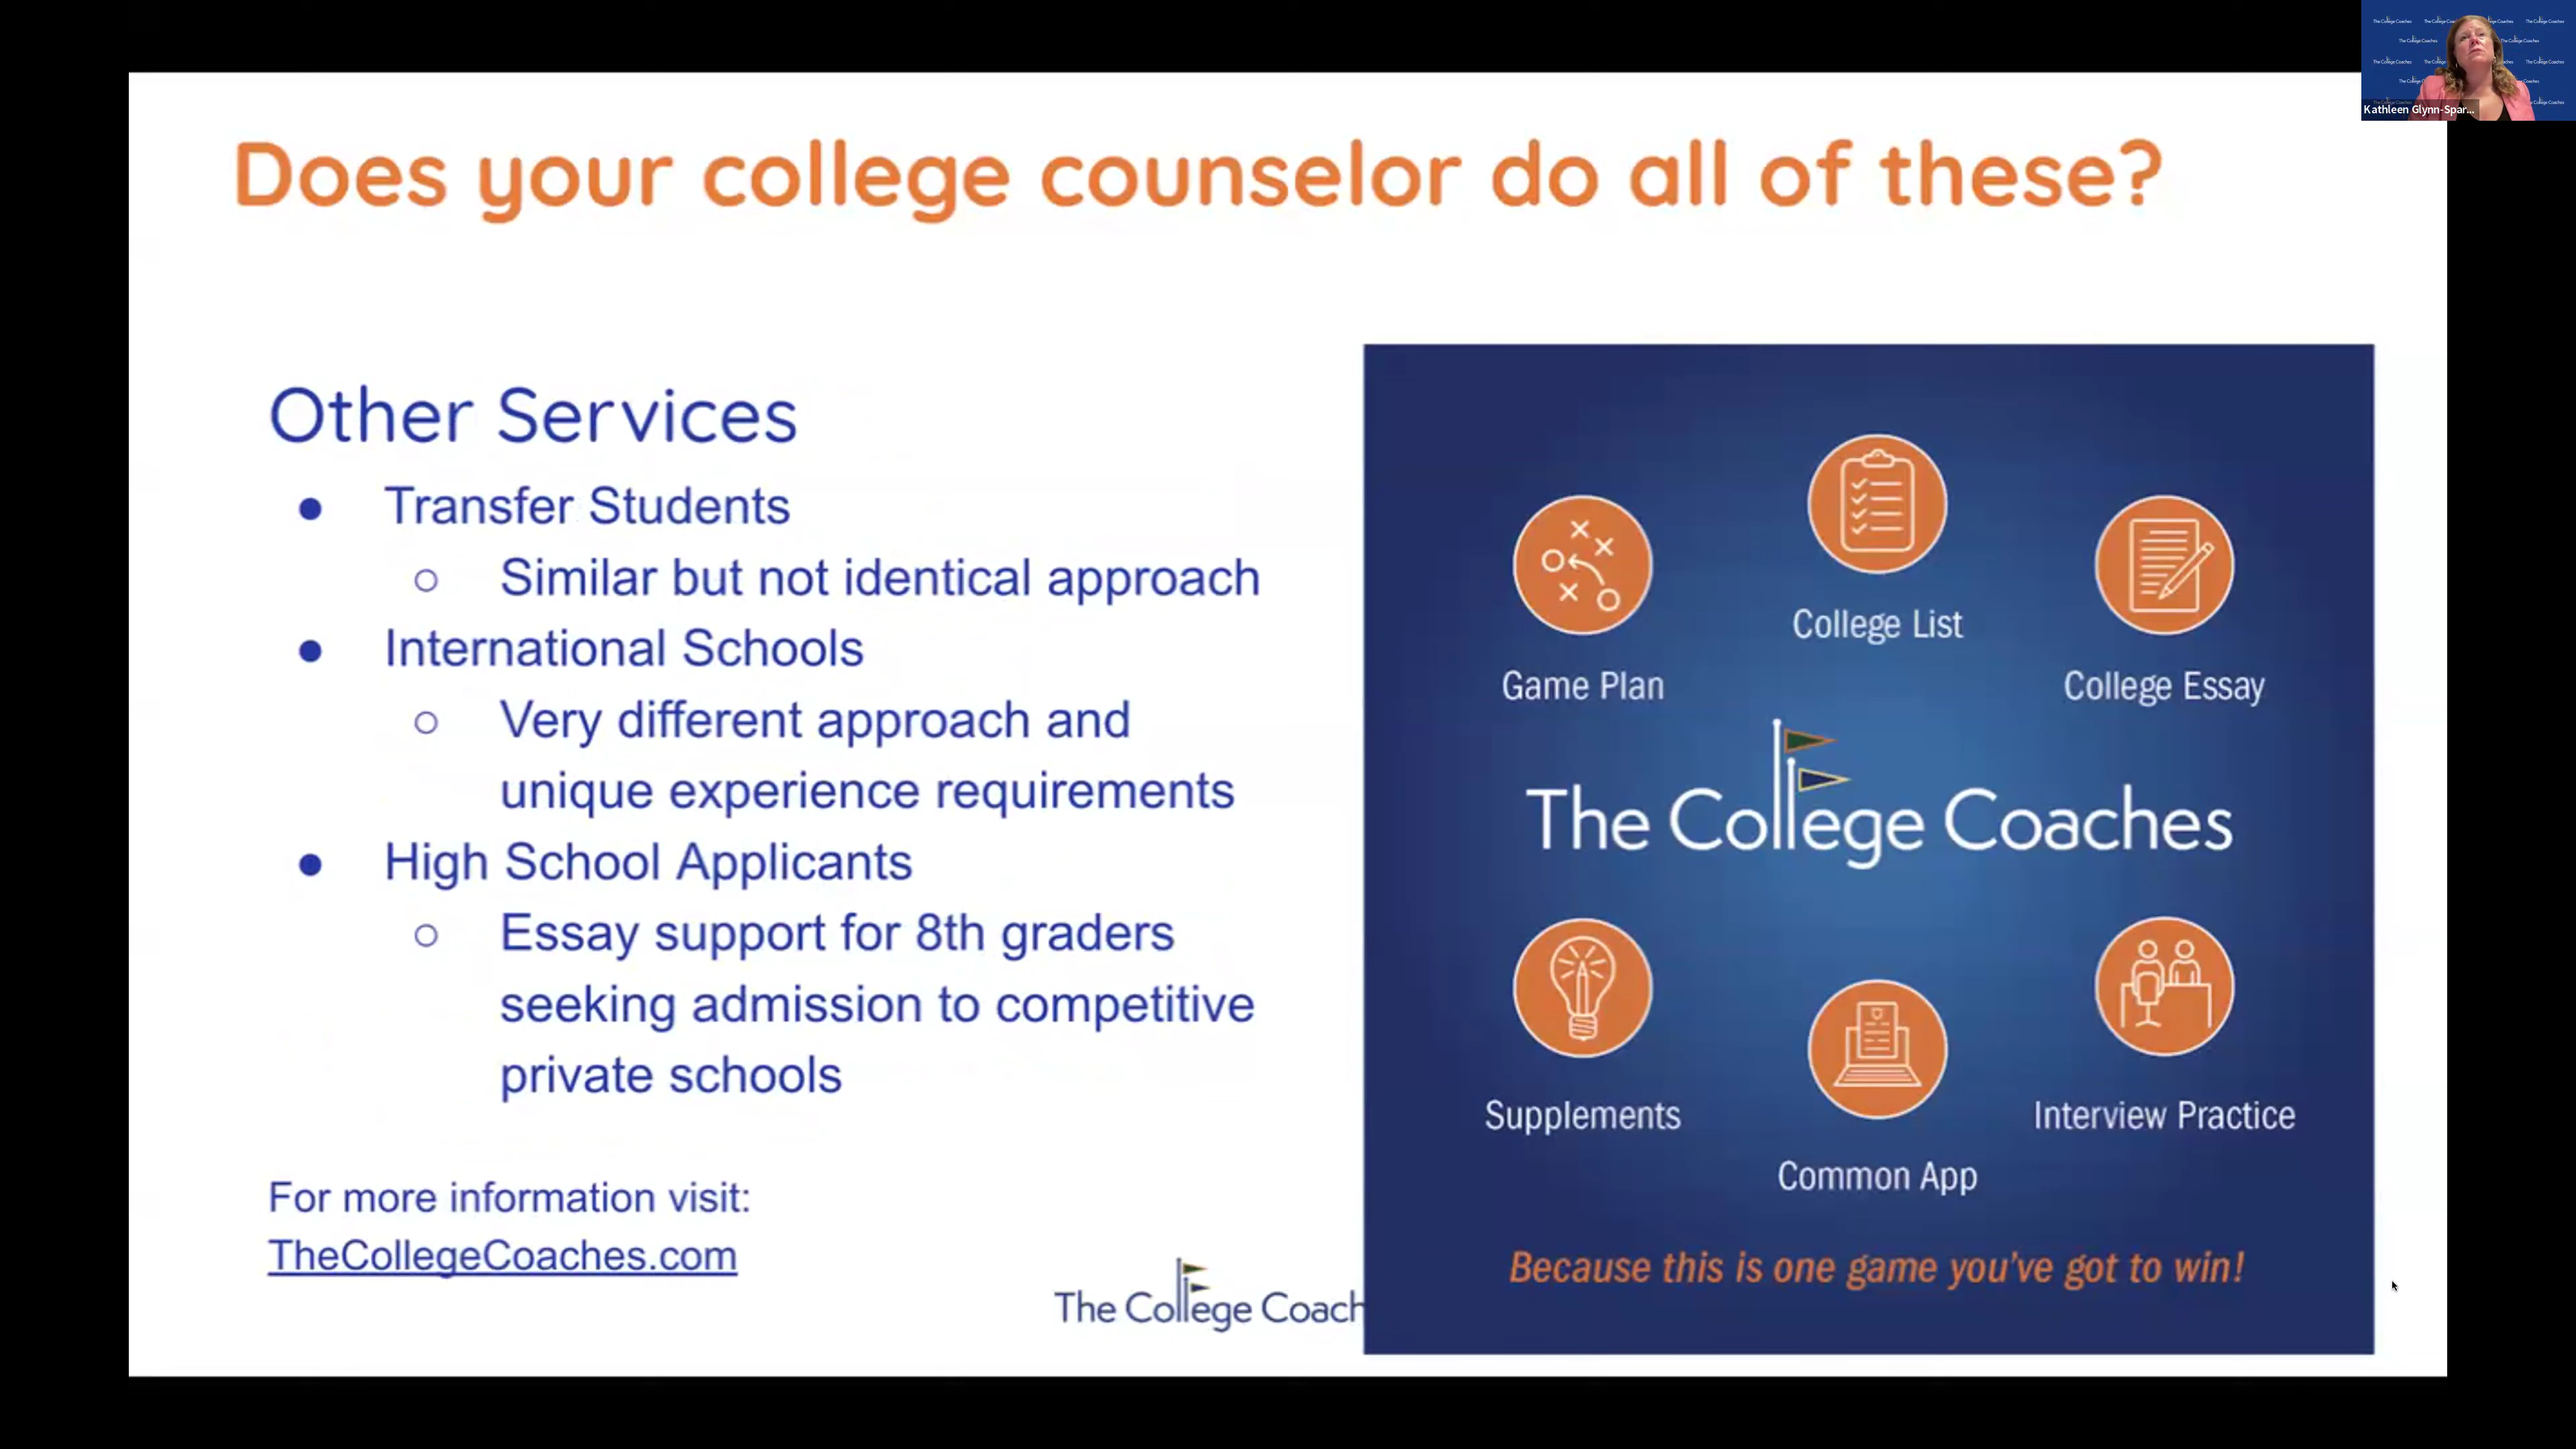 Does your college counselor do all of these?
Other Services
● Transfer Students
○ Similar but not identical approach
● International Schools
○ Very different approach and
unique experience requirements
● High School Applicants
○ Essay support for 8th graders
seeking admission to competitive
private schools
For more information visit:
TheCollegeCoaches.com
The College Coach
College List
Game Plan
College Essay
The College Coaches
Supplements
Interview Practice
Common App
Because this is one game you've got to win!
Kathleen Glynn-Spar...